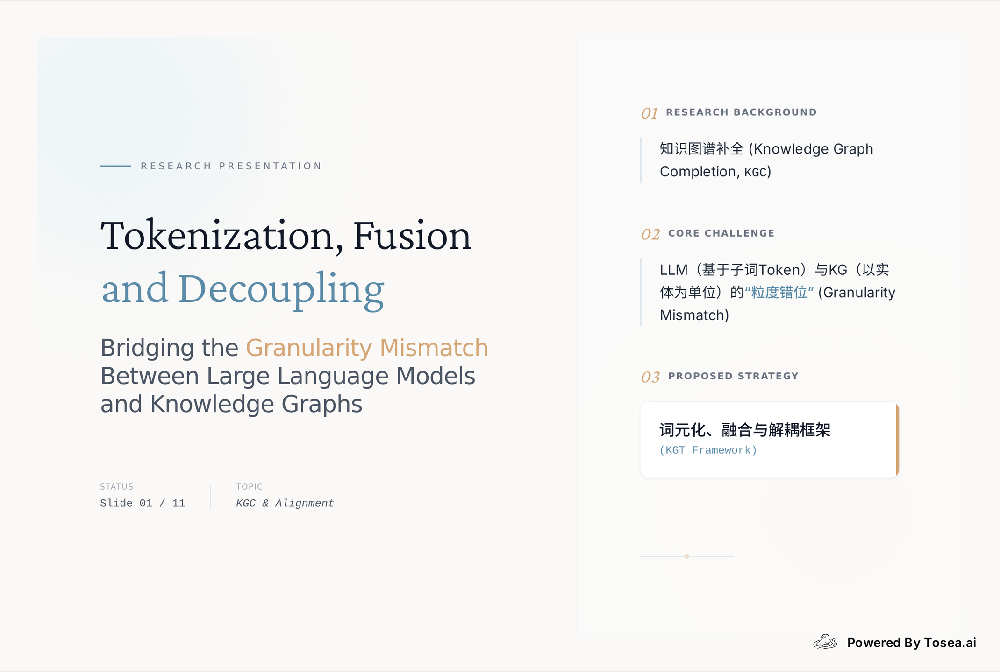 RESEARCH PRESENTATION
Tokenization, Fusion
and Decoupling
Bridging the Granularity Mismatch
Between Large Language Models
and Knowledge Graphs
STATUS
Slide 01 / 11
TOPIC
KGC & Alignment
01 RESEARCH BACKGROUND
知识图谱补全 (Knowledge Graph
Completion, KGC)
02 CORE CHALLENGE
LLM（基于子词Token）与KG（以实
体为单位）的“粒度错位” (Granularity
Mismatch)
03 PROPOSED STRATEGY
词元化、融合与解耦框架
(KGT Framework)
Powered By Tosea.ai